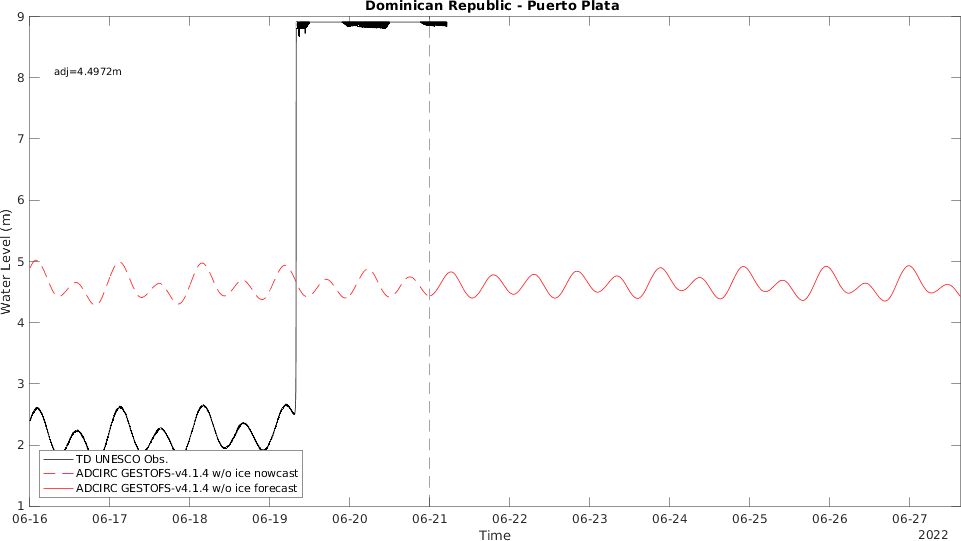 Dominican Republic - Puerto Plata
9
adj=4.4972m
8
7
6
5
4
3
2
1
Water Level (m)
TD UNESCO Obs.
ADCIRC GESTOFS-v4.1.4 w/o ice nowcast
ADCIRC GESTOFS-v4.1.4 w/o ice forecast
06-16 06-17 06-18 06-19 06-20 06-21 06-22 06-23 06-24 06-25 06-26 06-27
Time
2022